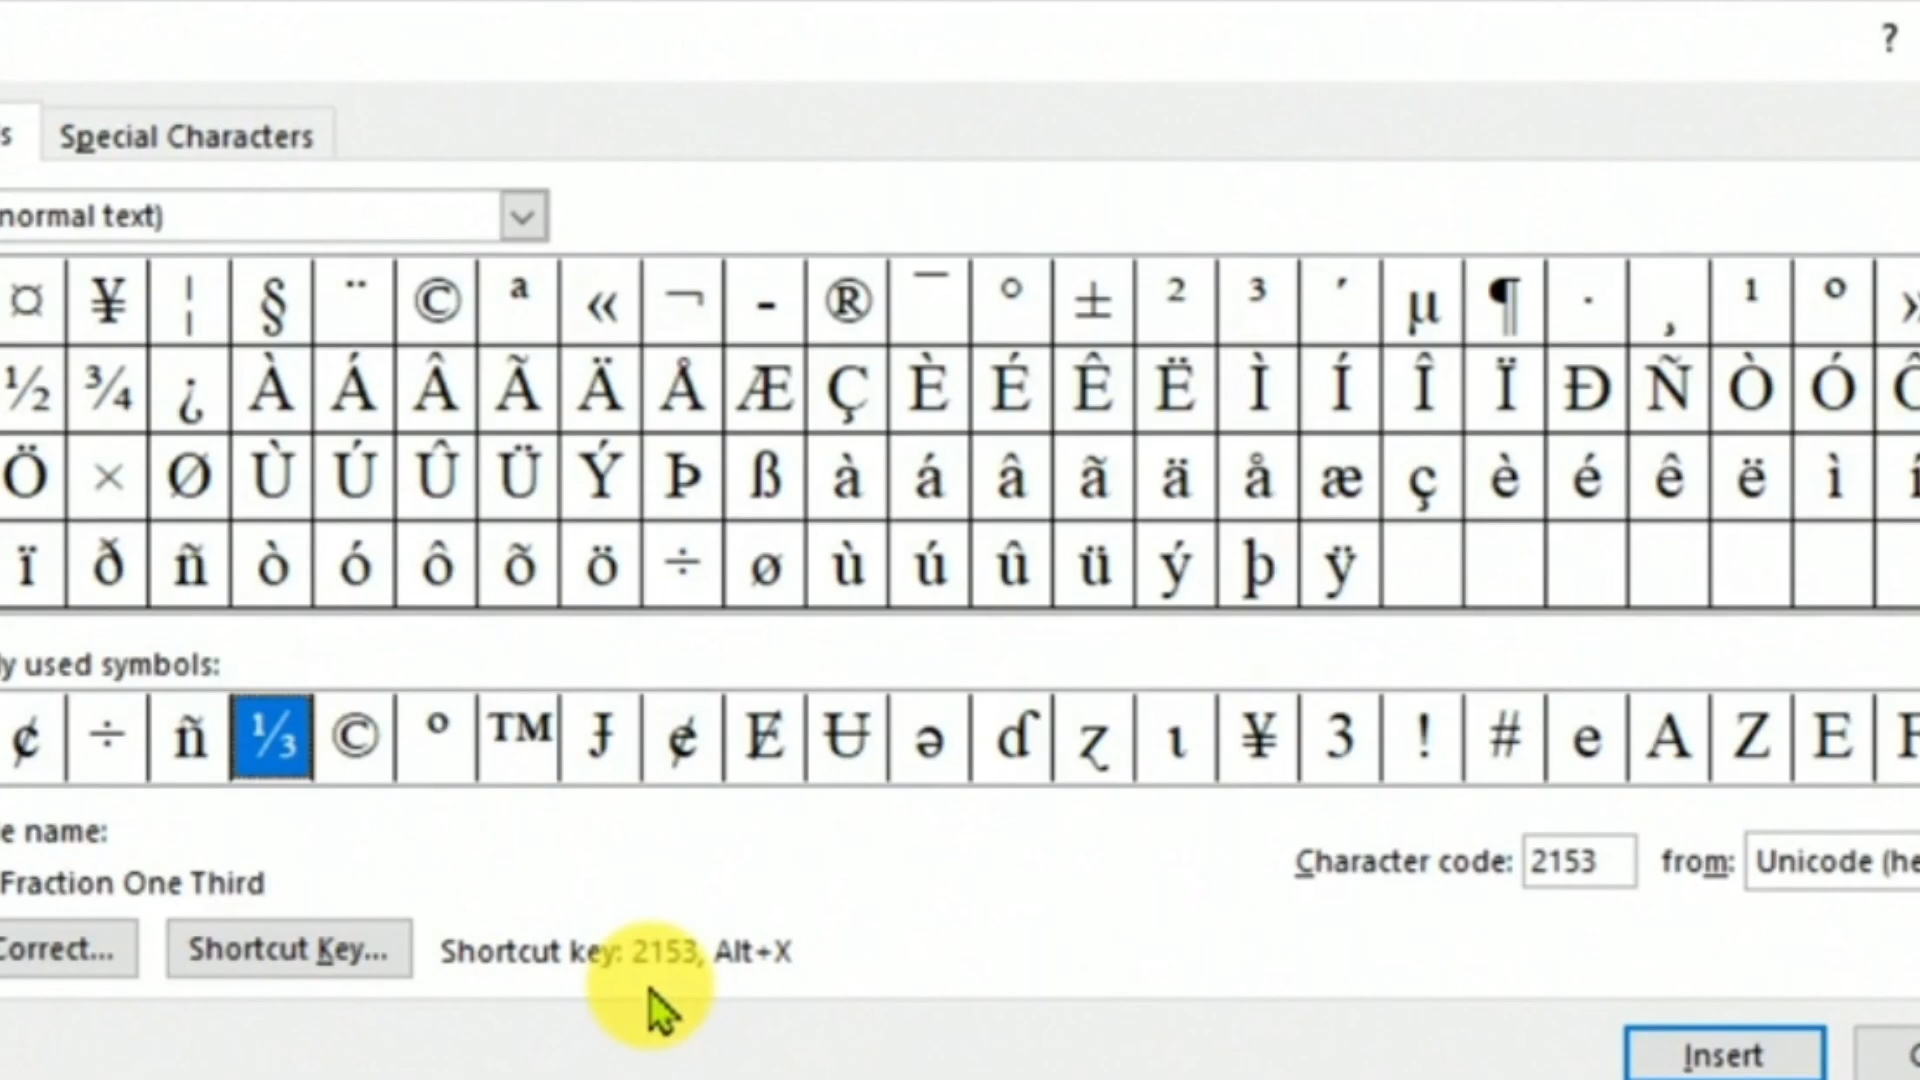 ?
s Special Characters
normal text)
¤ ¥ ¦ § ¨ © ª « ¬ - ® ¯ ° ± ² ³ ´ µ ¶ · ¸ ¹ º »
½ ¾ ¿ À Á Â Ã Ä Å Æ Ç È É Ê Ë Ì Í Î Ï Ð Ñ Ò Ó Ô
Ö × Ø Ù Ú Û Ü Ý Þ ß à á â ã ä å æ ç è é ê ë ì
ï ð ñ ò ó ô õ ö ÷ ø ù ú û ü ý þ ÿ
ly used symbols:
¢ ÷ ñ ⅓ © º ™ Ɉ ȼ Ɇ Ʉ ə ɗ ɀ ɩ ¥ 3 ! # e A Z E F
e name:
Fraction One Third
Character code: 2153 from: Unicode (he
Correct... Shortcut Key... Shortcut key: 2153, Alt+X
Insert